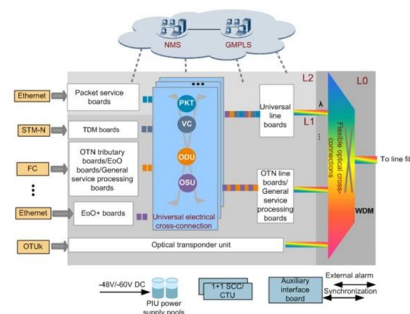 NMS
GMPLS
L2
L0
Ethernet
Packet service
boards
•••
PKT
Universal
line
boards
λ
L1
STM-N
TDM boards
VC
FC
OTN tributary
boards/EoO
boards/General
service processing
boards
ODU
OSU
Flexible optical cross-
connections
To line fi
OTN line
boards/
General
service
processing
boards
Ethernet
EoO+ boards
Universal electrical
cross-connection
WDM
OTUk
Optical transponder unit
-48V/-60V DC
PIU power
supply pools
1+1 SCC/
CTU
Auxiliary
interface
board
External alarm
Synchronization